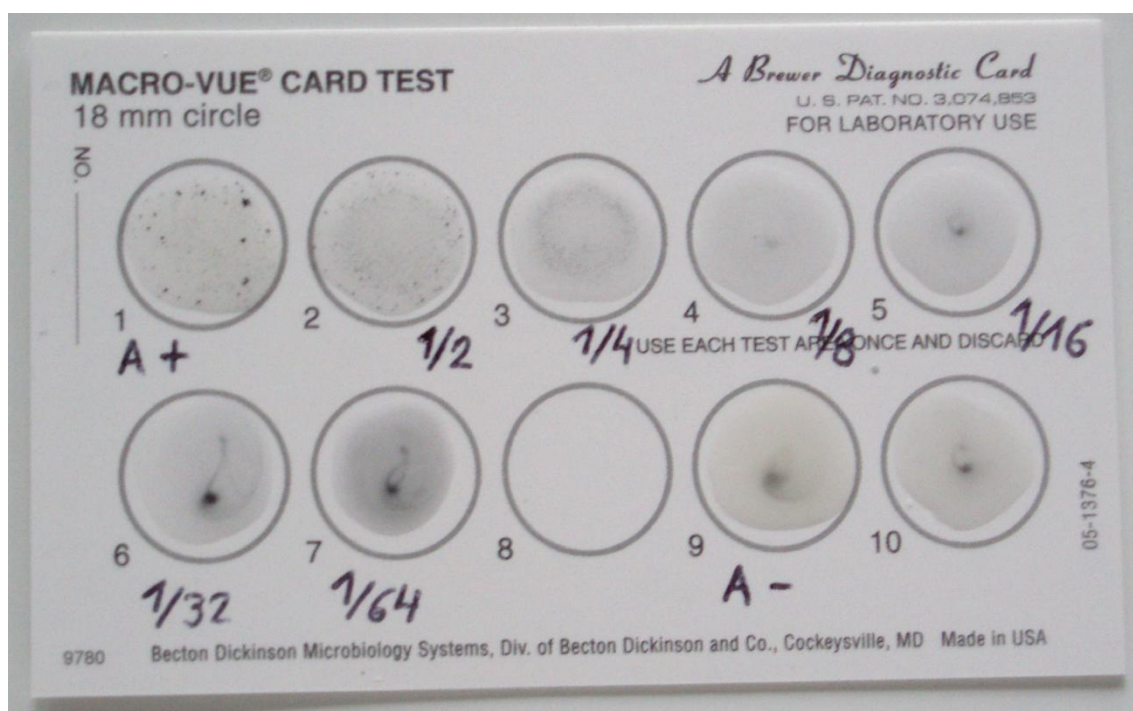 MACRO-VUE® CARD TEST
18 mm circle
A Brewer Diagnostic Card
U. S. PAT. NO. 3,074,853
FOR LABORATORY USE
NO.
1 2 3 4 5
A + 1/2 1/4 1/8 1/16
USE EACH TEST AREA ONCE AND DISCARD
6 7 8 9 10
1/32 1/64 A -
05-1376-4
9780 Becton Dickinson Microbiology Systems, Div. of Becton Dickinson and Co., Cockeysville, MD Made in USA